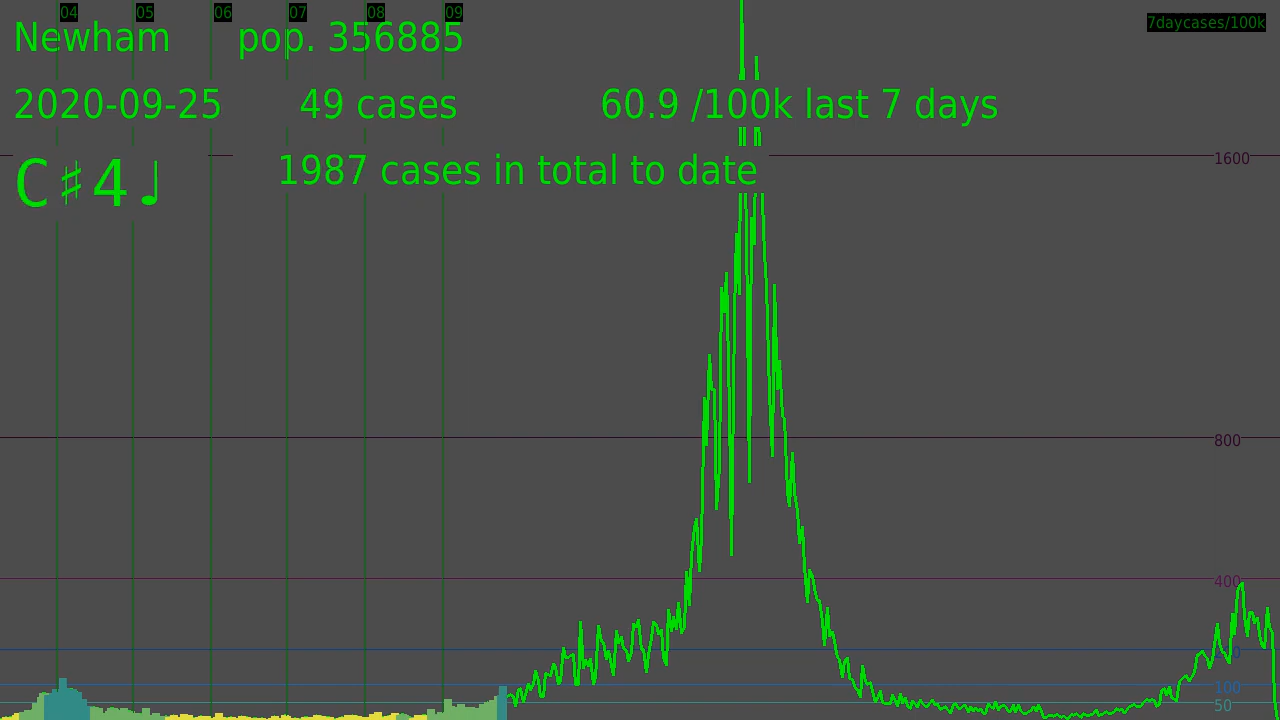 04 05 06 07 08 09
7daycases/100k
Newham pop. 356885
2020-09-25 49 cases 60.9 /100k last 7 days
C♯4♩ 1987 cases in total to date
1600
800
400
100
50